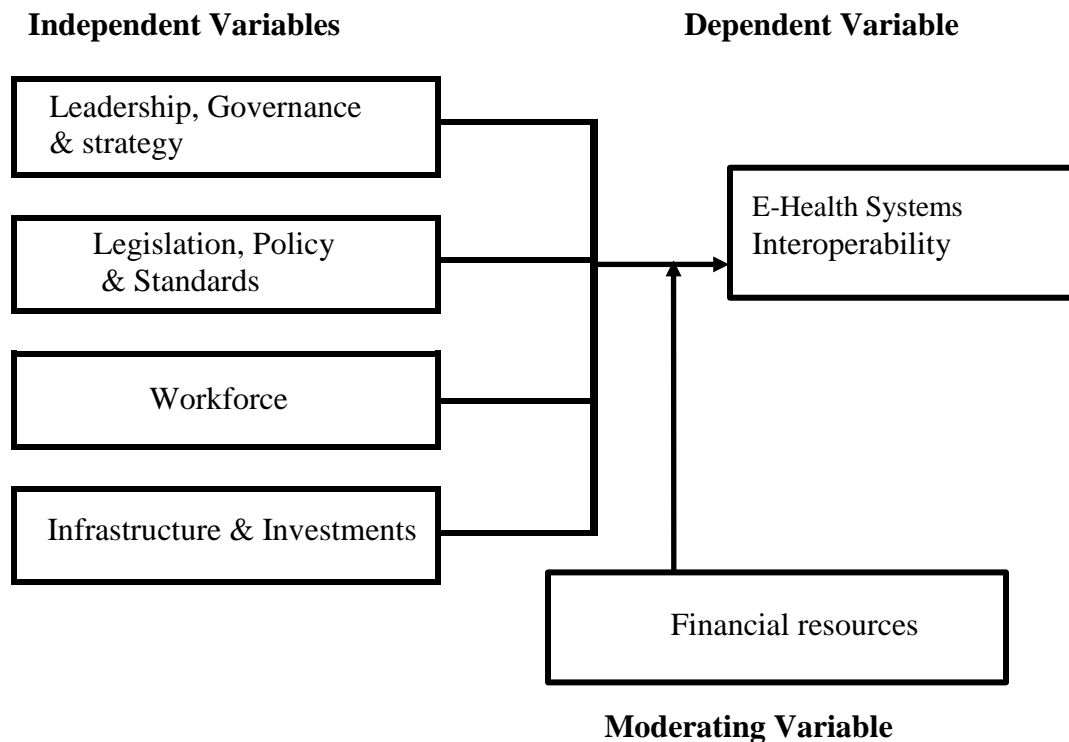 Independent Variables
Dependent Variable
Leadership, Governance
& strategy
Legislation, Policy
& Standards
Workforce
Infrastructure & Investments
E-Health Systems
Interoperability
Financial resources
Moderating Variable